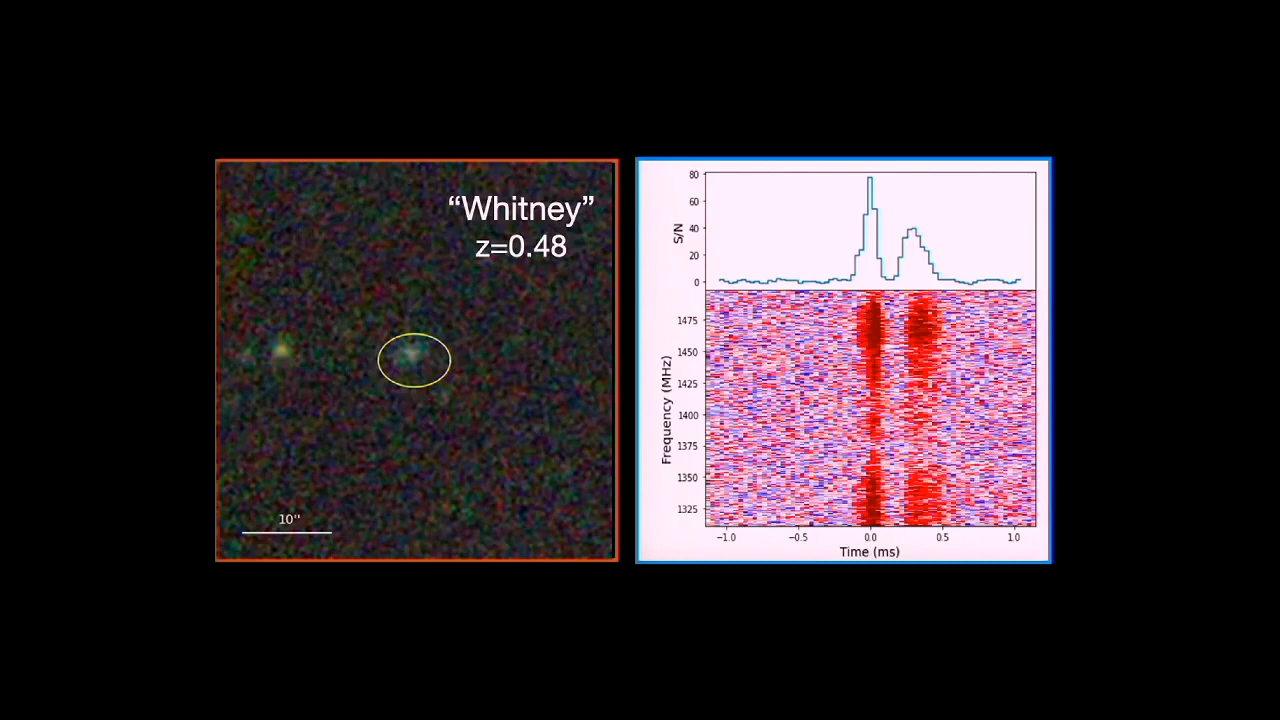 “Whitney”
z=0.48
10"
80
60
40
20
0
S/N
1475
1450
1425
1400
1375
1350
1325
Frequency (MHz)
−1.0 −0.5 0.0 0.5 1.0
Time (ms)